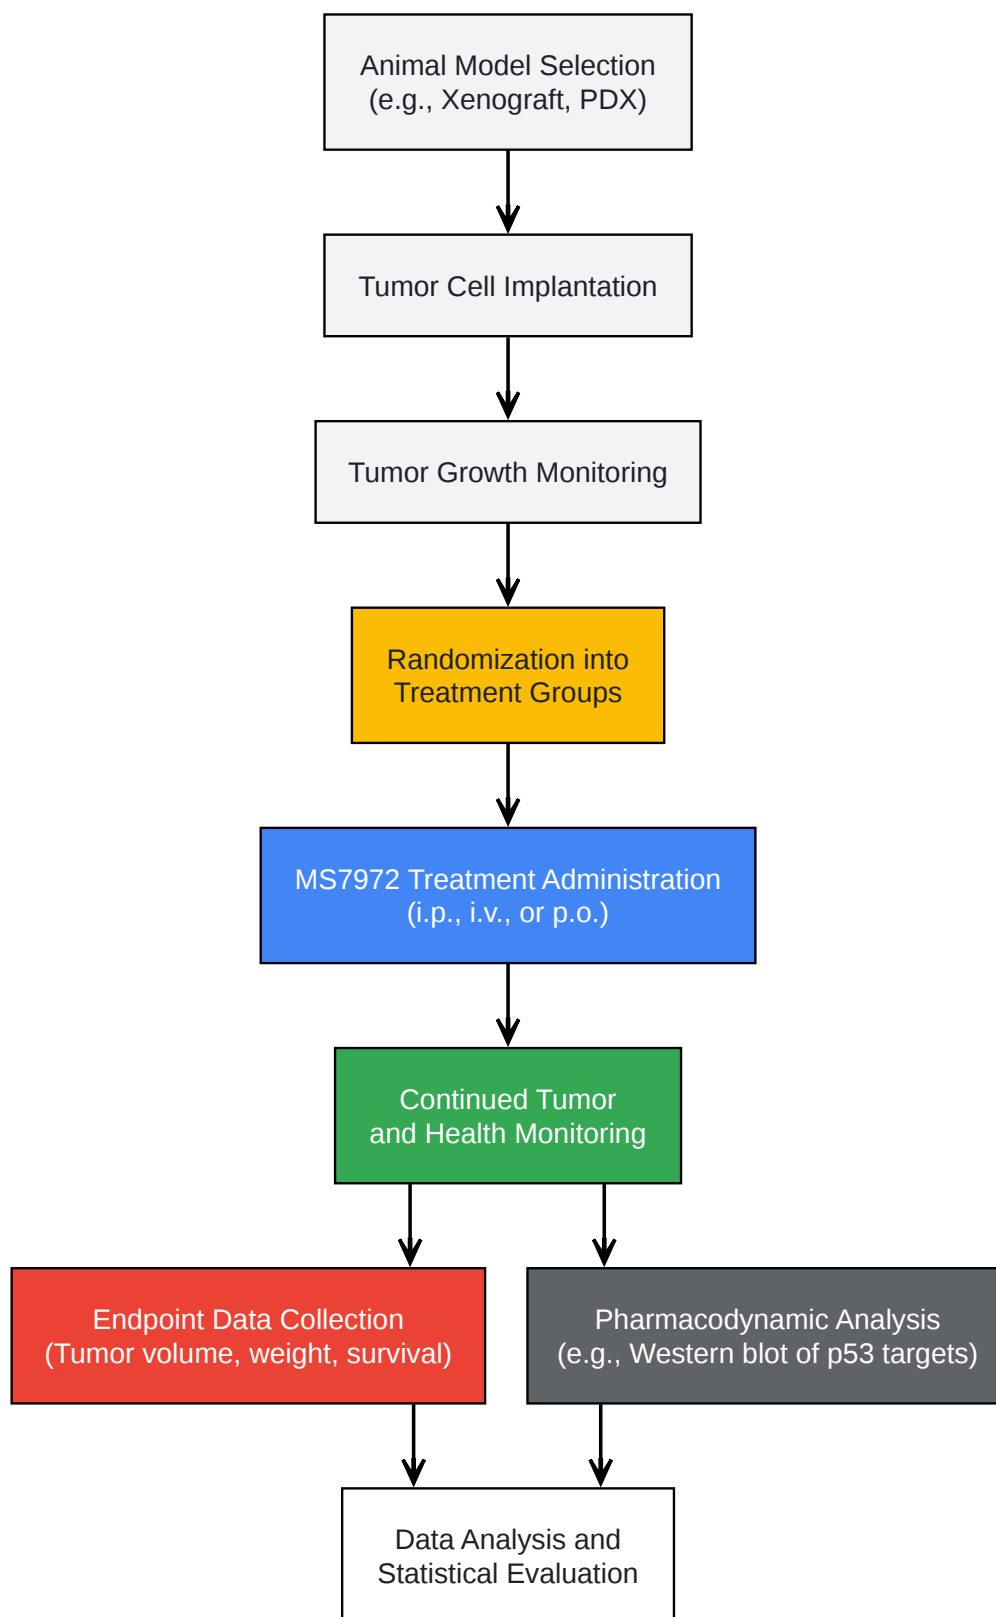 Animal Model Selection
(e.g., Xenograft, PDX)
Tumor Cell Implantation
Tumor Growth Monitoring
Randomization into
Treatment Groups
MS7972 Treatment Administration
(i.p., i.v., or p.o.)
Continued Tumor
and Health Monitoring
Endpoint Data Collection
(Tumor volume, weight, survival)
Pharmacodynamic Analysis
(e.g., Western blot of p53 targets)
Data Analysis and
Statistical Evaluation